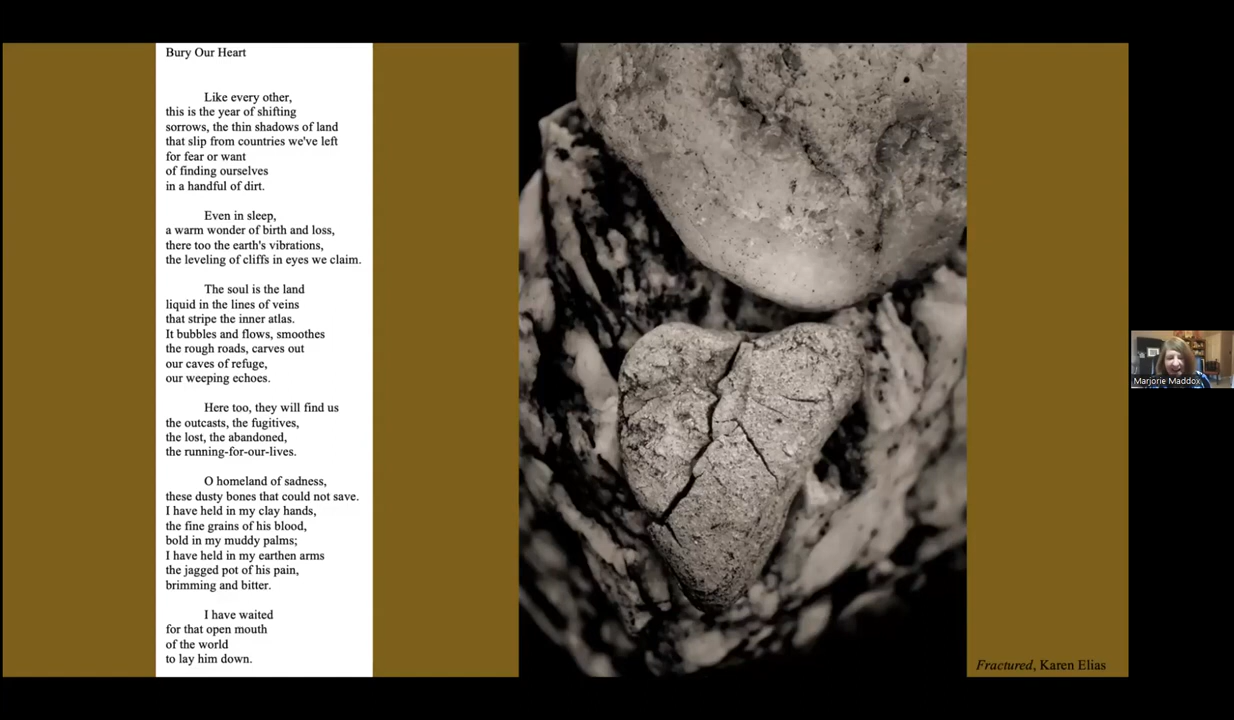 Bury Our Heart
Like every other,
this is the year of shifting
sorrows, the thin shadows of land
that slip from countries we've left
for fear or want
of finding ourselves
in a handful of dirt.
Even in sleep,
a warm wonder of birth and loss,
there too the earth's vibrations,
the leveling of cliffs in eyes we claim.
The soul is the land
liquid in the lines of veins
that stripe the inner atlas.
It bubbles and flows, smoothes
the rough roads, carves out
our caves of refuge,
our weeping echoes.
Here too, they will find us
the outcasts, the fugitives,
the lost, the abandoned,
the running-for-our-lives.
O homeland of sadness,
these dusty bones that could not save.
I have held in my clay hands,
the fine grains of his blood,
bold in my muddy palms;
I have held in my earthen arms
the jagged pot of his pain,
brimming and bitter.
I have waited
for that open mouth
of the world
to lay him down.
Fractured, Karen Elias
Marjorie Maddox